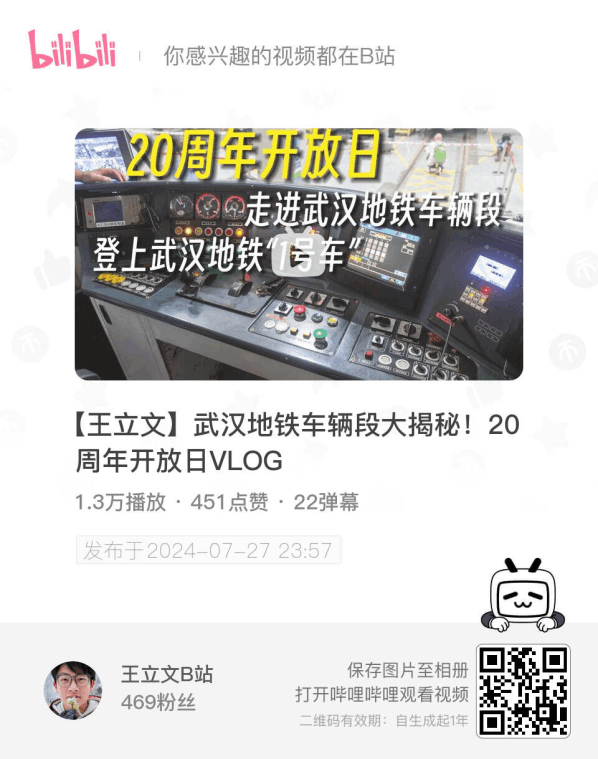 bilibili
你感兴趣的视频都在B站
20周年开放日
走进武汉地铁车辆段
登上武汉地铁“1号车”
【王立文】武汉地铁车辆段大揭秘！20
周年开放日VLOG
1.3万播放 · 451点赞 · 22弹幕
发布于2024-07-27 23:57
王立文B站
469粉丝
保存图片至相册
打开哔哩哔哩观看视频
二维码有效期：自生成起1年